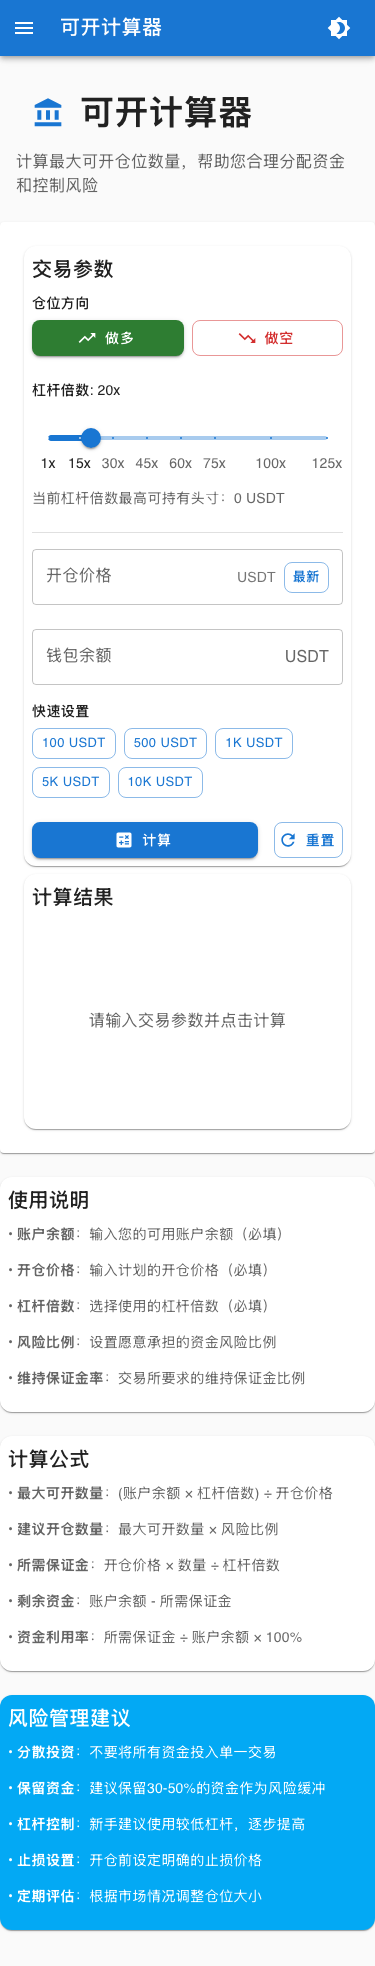 可开计算器
可开计算器
计算最大可开仓位数量，帮助您合理分配资金
和控制风险
交易参数
仓位方向
做多 做空
杠杆倍数: 20x
1x 15x 30x 45x 60x 75x 100x 125x
当前杠杆倍数最高可持有头寸：0 USDT
开仓价格 USDT 最新
钱包余额 USDT
快速设置
100 USDT 500 USDT 1K USDT
5K USDT 10K USDT
计算 重置
计算结果
请输入交易参数并点击计算
使用说明
• 账户余额：输入您的可用账户余额（必填）
• 开仓价格：输入计划的开仓价格（必填）
• 杠杆倍数：选择使用的杠杆倍数（必填）
• 风险比例：设置愿意承担的资金风险比例
• 维持保证金率：交易所要求的维持保证金比例
计算公式
• 最大可开数量：(账户余额 × 杠杆倍数) ÷ 开仓价格
• 建议开仓数量：最大可开数量 × 风险比例
• 所需保证金：开仓价格 × 数量 ÷ 杠杆倍数
• 剩余资金：账户余额 - 所需保证金
• 资金利用率：所需保证金 ÷ 账户余额 × 100%
风险管理建议
• 分散投资：不要将所有资金投入单一交易
• 保留资金：建议保留30-50%的资金作为风险缓冲
• 杠杆控制：新手建议使用较低杠杆，逐步提高
• 止损设置：开仓前设定明确的止损价格
• 定期评估：根据市场情况调整仓位大小